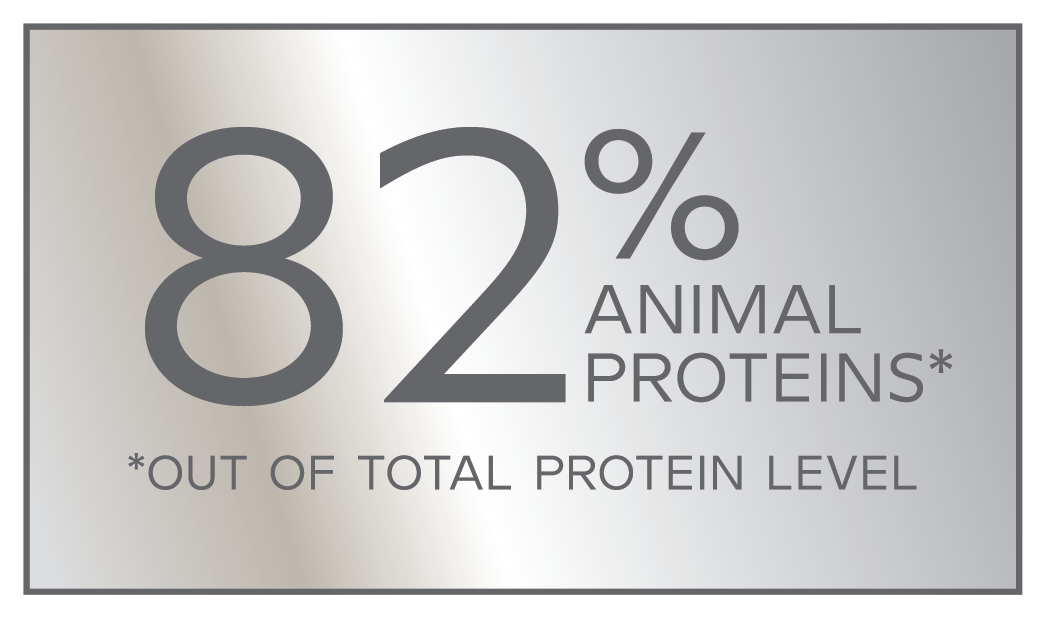 82%
ANIMAL
PROTEINS*
*OUT OF TOTAL PROTEIN LEVEL